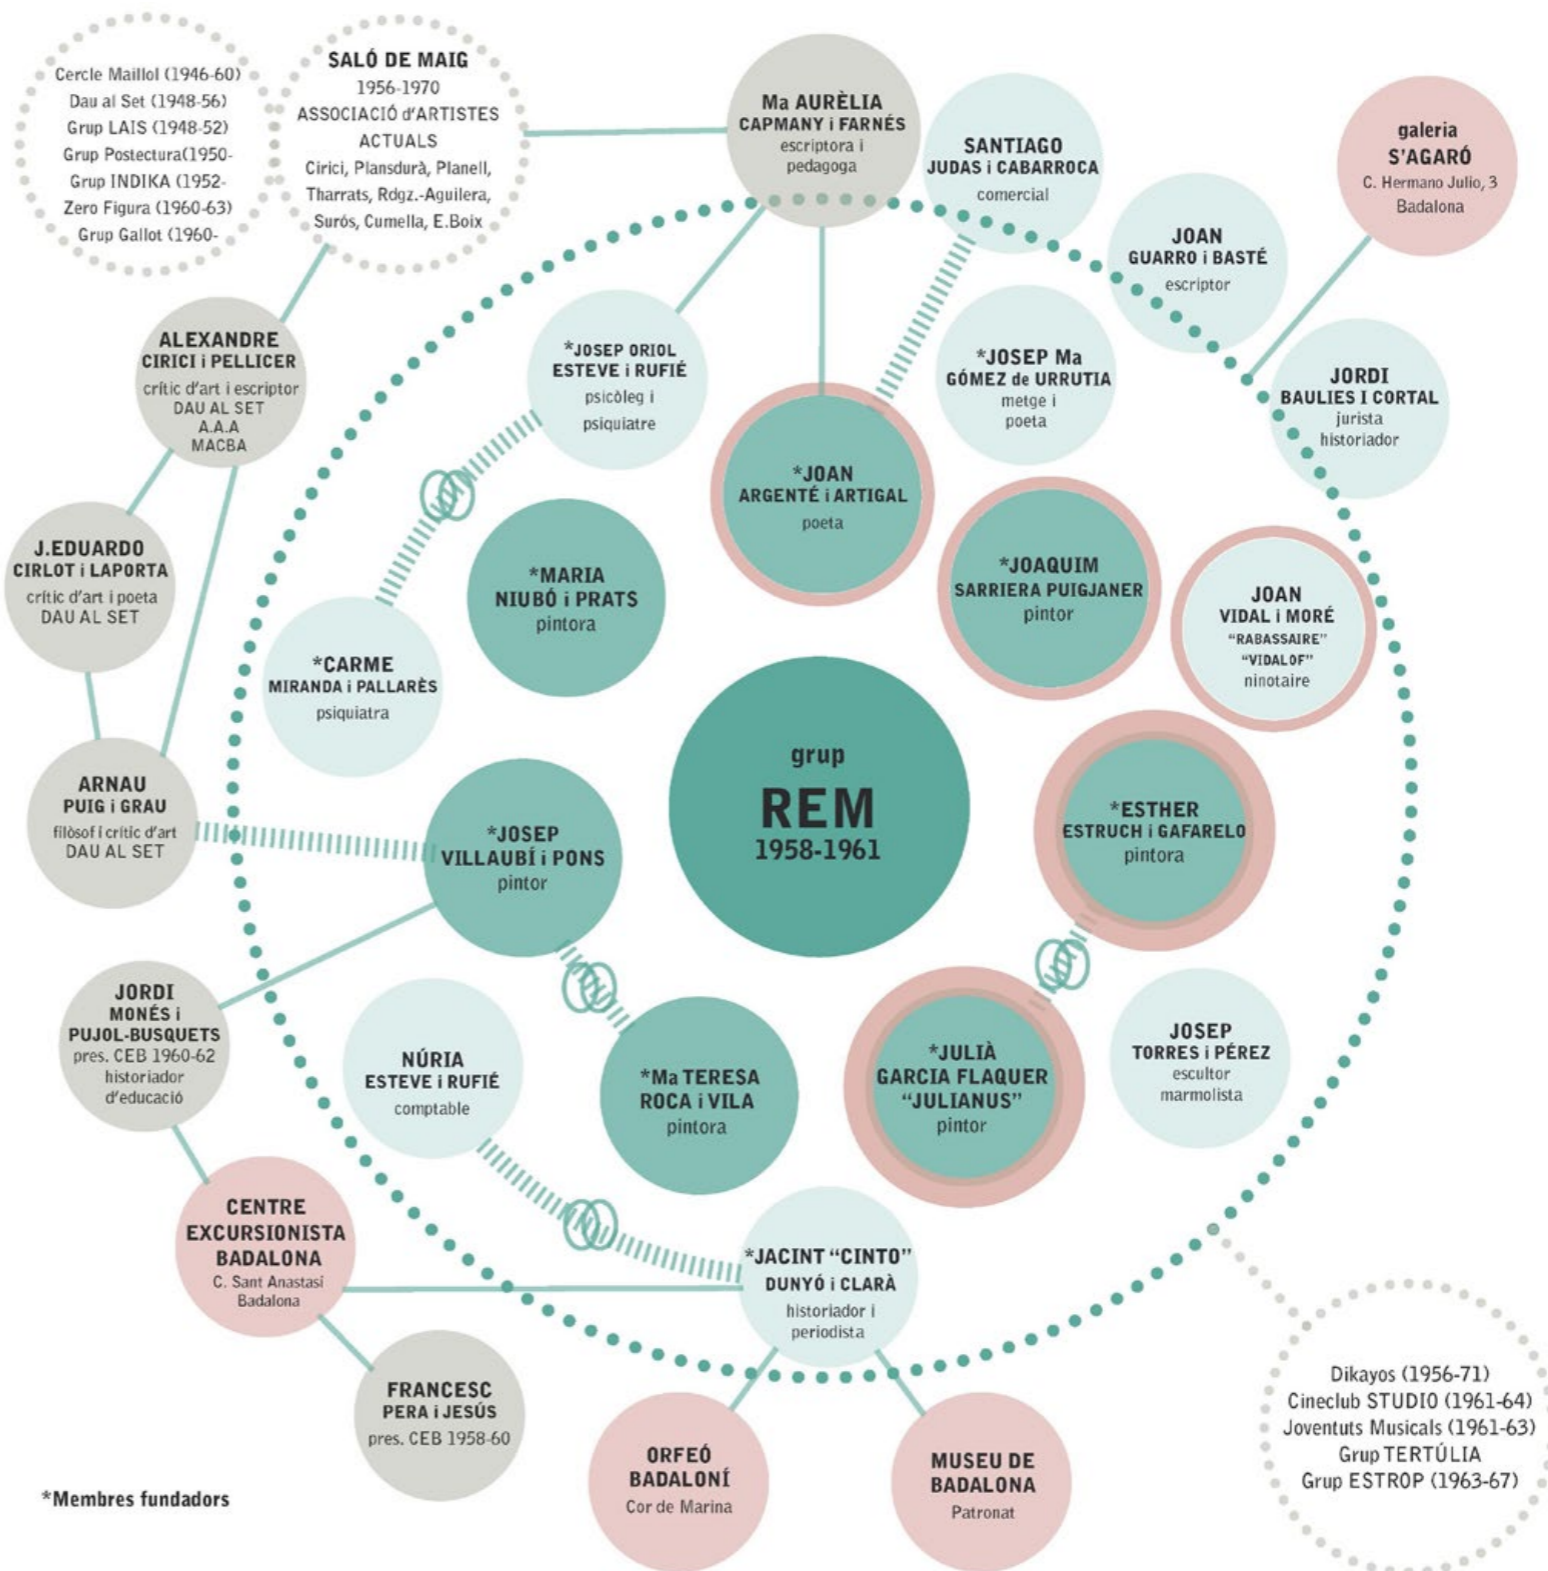 Cercle Maillol (1946-60)
Dau al Set (1948-56)
Grup LAIS (1948-52)
Grup Postectura(1950-
Grup INDIKA (1952-
Zero Figura (1960-63)
Grup Gallot (1960-
SALÓ DE MAIG
1956-1970
ASSOCIACIÓ d'ARTISTES
ACTUALS
Cirici, Plansdurà, Planell,
Tharrats, Rdgz.-Aguilera,
Surós, Cumella, E.Boix
Ma AURÈLIA
CAPMANY i FARNÉS
escriptora i
pedagoga
SANTIAGO
JUDAS i CABARROCA
comercial
galeria
S'AGARÓ
C. Hermano Julio, 3
Badalona
JOAN
GUARRO i BASTÉ
escriptor
ALEXANDRE
CIRICI i PELLICER
crític d'art i escriptor
DAU AL SET
A.A.A
MACBA
*JOSEP ORIOL
ESTEVE i RUFIÉ
psicòleg i
psiquiatre
*JOSEP Ma
GÓMEZ de URRUTIA
metge i
poeta
JORDI
BAULIES I CORTAL
jurista
historiador
*JOAN
ARGENTÉ i ARTIGAL
poeta
J.EDUARDO
CIRLOT i LAPORTA
crític d'art i poeta
DAU AL SET
*MARIA
NIUBÓ i PRATS
pintora
*JOAQUIM
SARRIERA PUIGJANER
pintor
JOAN
VIDAL i MORÉ
"RABASSAIRE"
"VIDALOF"
ninotaire
*CARME
MIRANDA i PALLARÈS
psiquiatra
grup
REM
1958-1961
ARNAU
PUIG i GRAU
filòsof i crític d'art
DAU AL SET
*JOSEP
VILLAUBÍ i PONS
pintor
*ESTHER
ESTRUCH i GAFARELO
pintora
JORDI
MONÉS i
PUJOL-BUSQUETS
pres. CEB 1960-62
historiador
d'educació
NÚRIA
ESTEVE i RUFIÉ
comptable
*Ma TERESA
ROCA i VILA
pintora
*JULIÀ
GARCIA FLAQUER
"JULIANUS"
pintor
JOSEP
TORRES i PÉREZ
escultor
marmolista
CENTRE
EXCURSIONISTA
BADALONA
C. Sant Anastasi
Badalona
*JACINT "CINTO"
DUNYÓ i CLARÀ
historiador i
periodista
FRANCESC
PERA i JESÚS
pres. CEB 1958-60
ORFEÓ
BADALONÍ
Cor de Marina
MUSEU DE
BADALONA
Patronat
Dikayos (1956-71)
Cineclub STUDIO (1961-64)
Joventuts Musicals (1961-63)
Grup TERTÚLIA
Grup ESTROP (1963-67)
*Membres fundadors